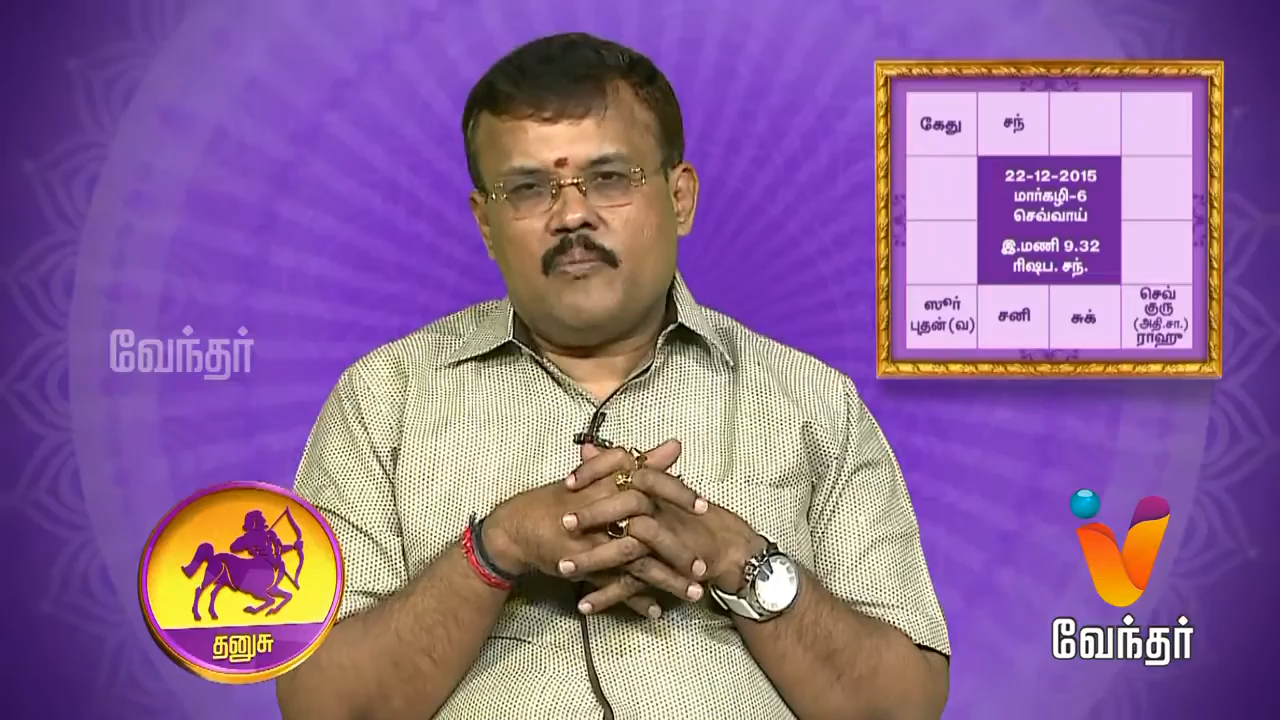 கேது
சந்
22-12-2015
மார்கழி-6
செவ்வாய்
இ.மணி 9.32
ரிஷப. சந்.
ஸூர்
புதன்(வ)
சனி
சுக்
செவ்
குரு
(அதி.சா.)
ராஹு
வேந்தர்
தனுசு
வேந்தர்